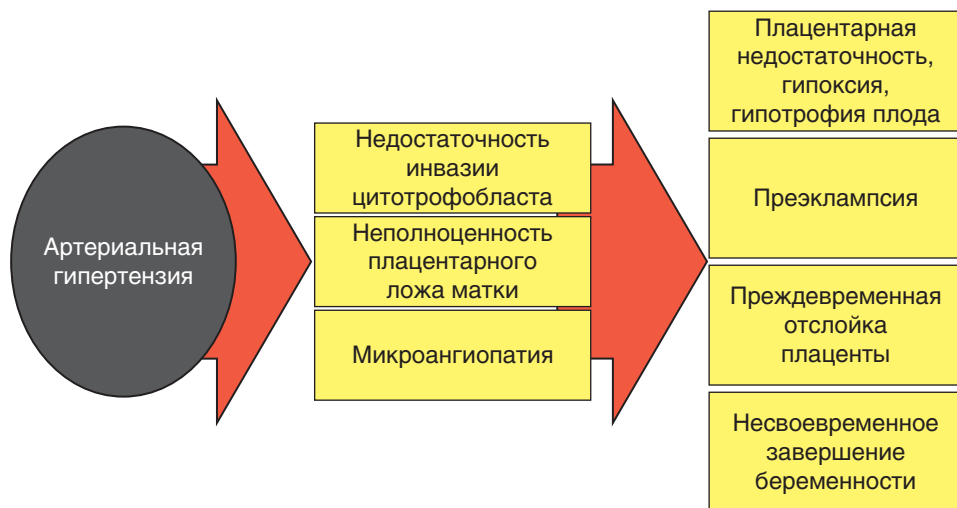 Артериальная
гипертензия
Недостаточность
инвазии
цитотрофобласта
Неполноценность
плацентарного
ложа матки
Микроангиопатия
Плацентарная
недостаточность,
гипоксия,
гипотрофия плода
Преэклампсия
Преждевременная
отслойка
плаценты
Несвоевременное
завершение
беременности